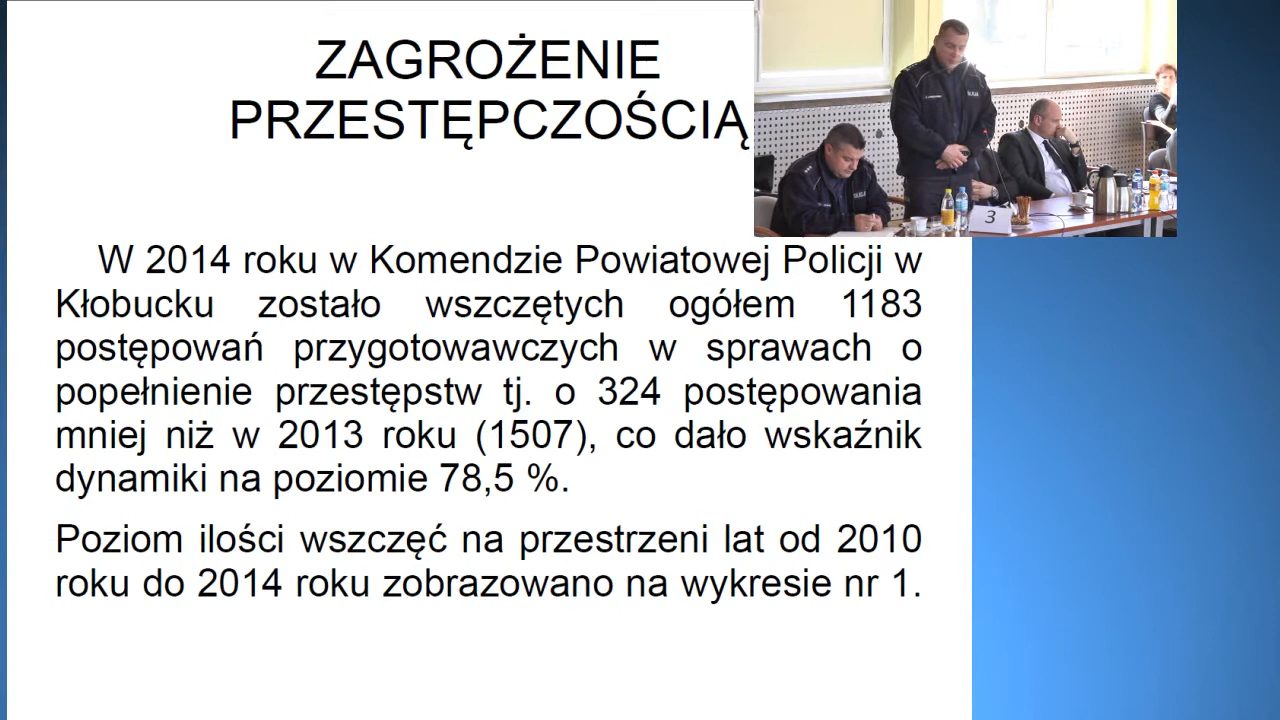 ZAGROŻENIE
PRZESTĘPCZOŚCIĄ
W 2014 roku w Komendzie Powiatowej Policji w
Kłobucku zostało wszczętych ogółem 1183
postępowań przygotowawczych w sprawach o
popełnienie przestępstw tj. o 324 postępowania
mniej niż w 2013 roku (1507), co dało wskaźnik
dynamiki na poziomie 78,5 %.
Poziom ilości wszczęć na przestrzeni lat od 2010
roku do 2014 roku zobrazowano na wykresie nr 1.
3